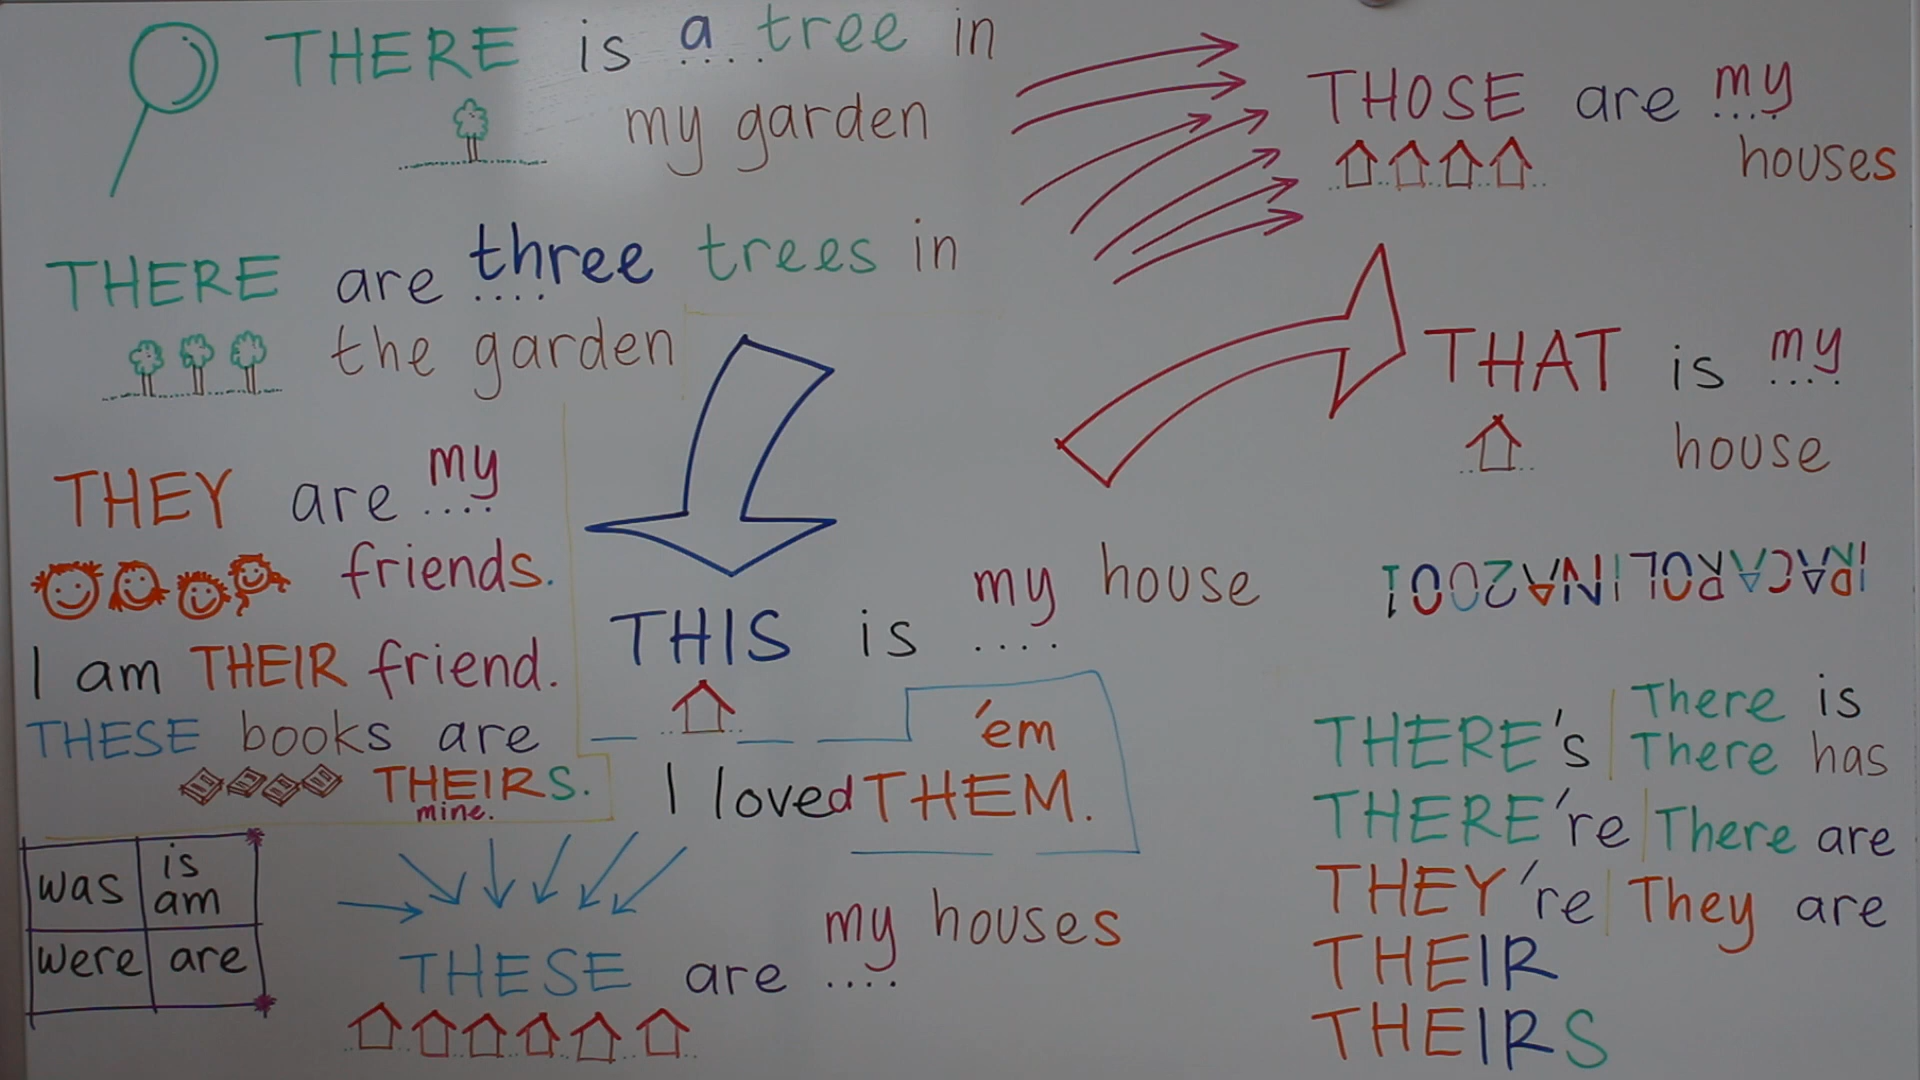 THERE is a tree in
my garden
THERE are three trees in
the garden
THEY are my
friends.
I am THEIR friend.
THESE books are
THEIRS.
mine.
was is
am
were are
THIS is my house
'em
I loved THEM.
THESE are my houses
THOSE are my
houses
THAT is my
house
IRACAROLINA2001
THERE's There is
There has
THERE're There are
THEY're They are
THEIR
THEIRS